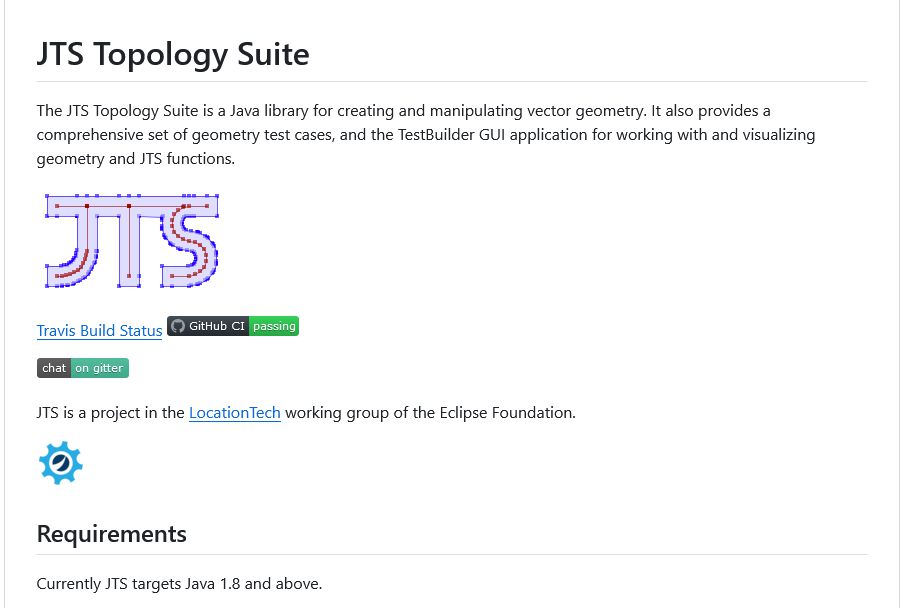 JTS Topology Suite
The JTS Topology Suite is a Java library for creating and manipulating vector geometry. It also provides a
comprehensive set of geometry test cases, and the TestBuilder GUI application for working with and visualizing
geometry and JTS functions.
JTS
Travis Build Status GitHub CI passing
chat on gitter
JTS is a project in the LocationTech working group of the Eclipse Foundation.
Requirements
Currently JTS targets Java 1.8 and above.